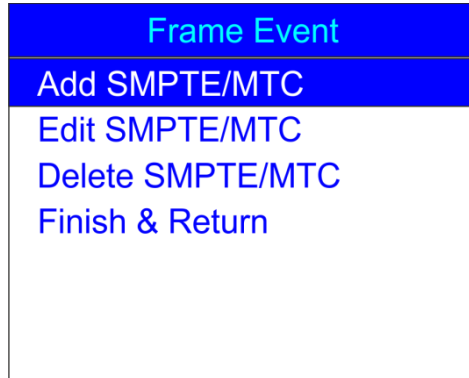 Frame Event
Add SMPTE/MTC
Edit SMPTE/MTC
Delete SMPTE/MTC
Finish & Return